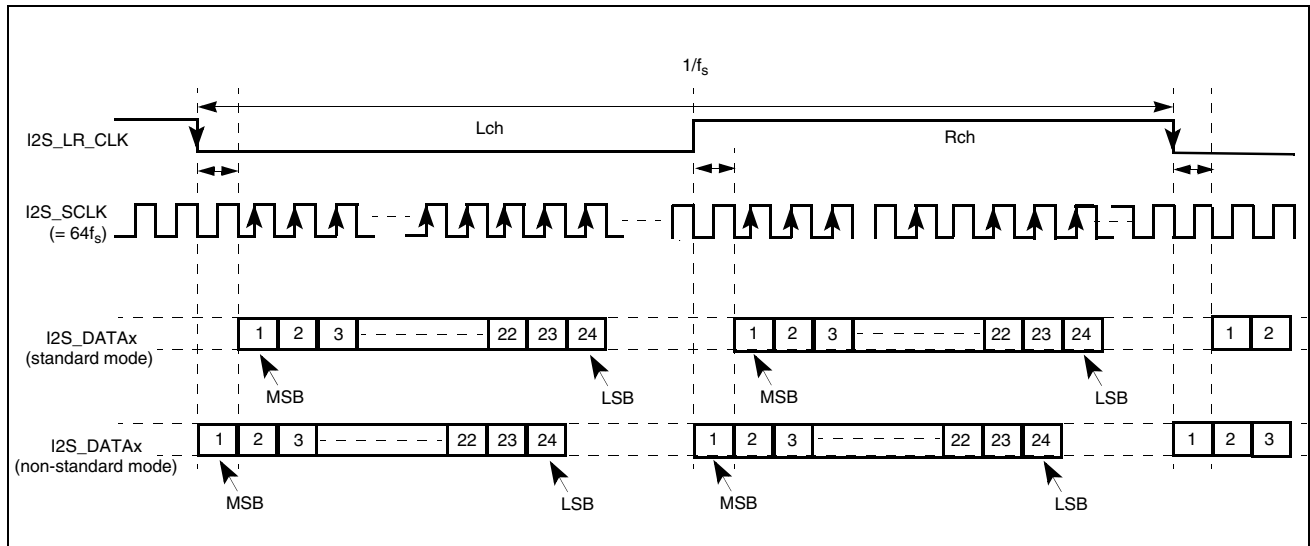 1/fs
I2S_LR_CLK
Lch
Rch
I2S_SCLK
(= 64fs)
I2S_DATAx
(standard mode)
1 2 3 22 23 24 1 2 3 22 23 24 1 2
MSB LSB MSB LSB
I2S_DATAx
(non-standard mode)
1 2 3 22 23 24 1 2 3 22 23 24 1 2 3
MSB LSB MSB LSB